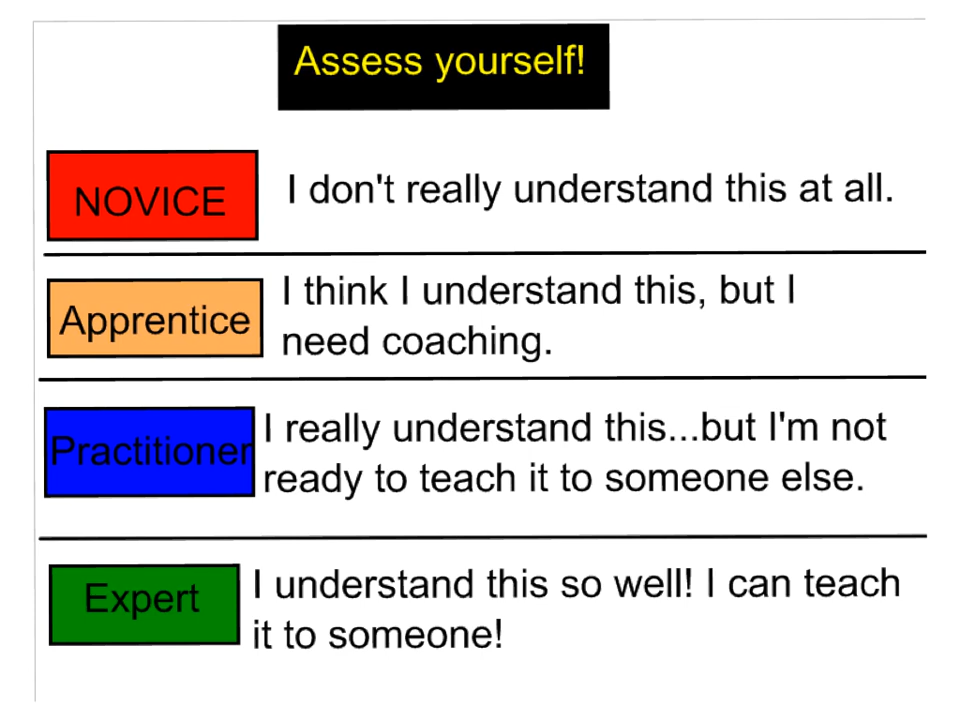 Assess yourself!
NOVICE
I don't really understand this at all.
Apprentice
I think I understand this, but I
need coaching.
Practitioner
I really understand this...but I'm not
ready to teach it to someone else.
Expert
I understand this so well! I can teach
it to someone!